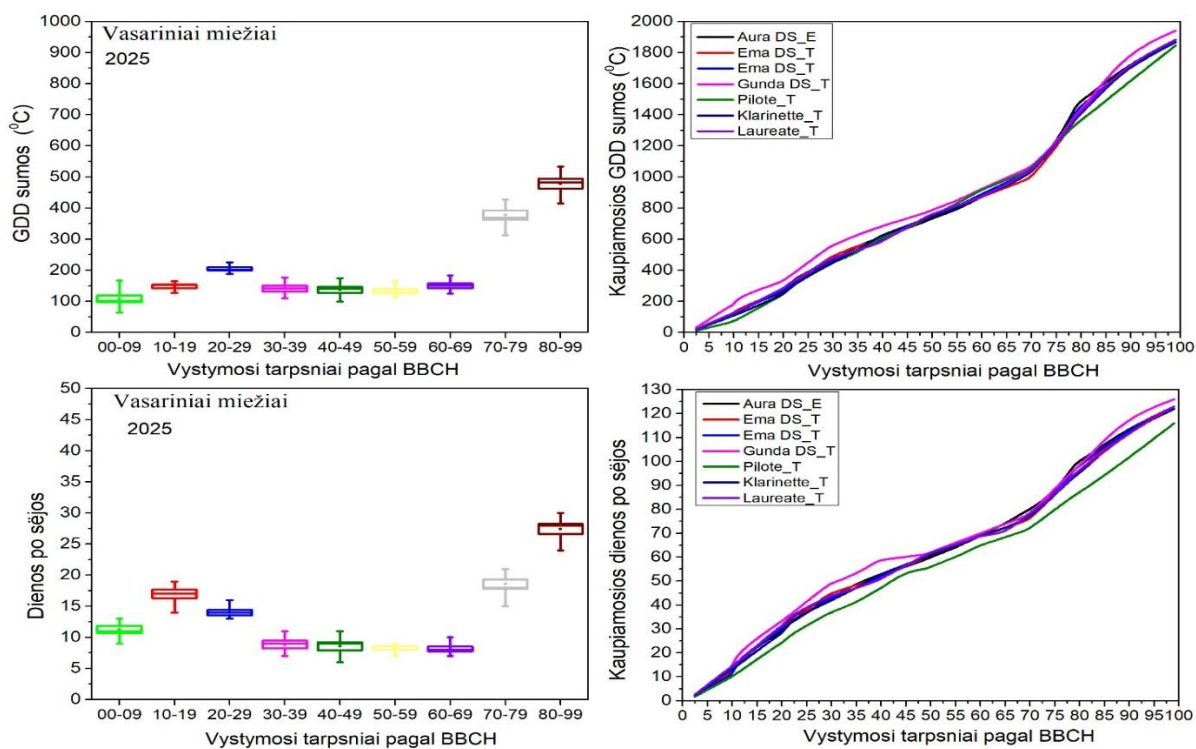 Vasariniai miežiai
2025
GDD sumos (⁰C)
1000
900
800
700
600
500
400
300
200
100
0
00-09 10-19 20-29 30-39 40-49 50-59 60-69 70-79 80-99
Vystymosi tarpsniai pagal BBCH
Kaupiamosios GDD sumos (⁰C)
2000
1800
1600
1400
1200
1000
800
600
400
200
0
Aura DS_E
Ema DS_T
Ema DS_T
Gunda DS_T
Pilote_T
Klarinette_T
Laureate_T
0 5 10 15 20 25 30 35 40 45 50 55 60 65 70 75 80 85 90 95 100
Vystymosi tarpsniai pagal BBCH
Vasariniai miežiai
2025
Dienos po sėjos
50
45
40
35
30
25
20
15
10
5
0
00-09 10-19 20-29 30-39 40-49 50-59 60-69 70-79 80-99
Vystymosi tarpsniai pagal BBCH
Kaupiamosios dienos po sėjos
130
120
110
100
90
80
70
60
50
40
30
20
10
0
Aura DS_E
Ema DS_T
Ema DS_T
Gunda DS_T
Pilote_T
Klarinette_T
Laureate_T
0 5 10 15 20 25 30 35 40 45 50 55 60 65 70 75 80 85 90 95 100
Vystymosi tarpsniai pagal BBCH